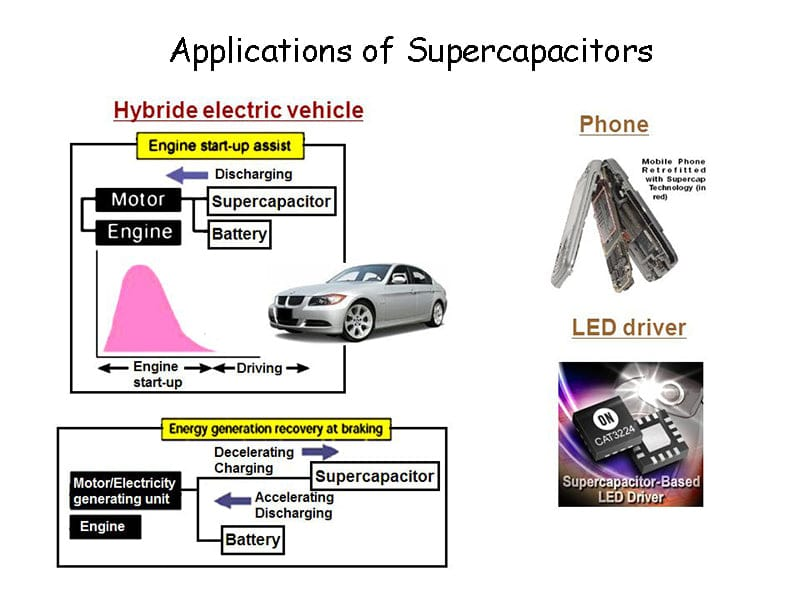 Applications of Supercapacitors
Hybride electric vehicle
Engine start-up assist
Discharging
Motor
Supercapacitor
Engine
Battery
Engine
start-up
Driving
Energy generation recovery at braking
Decelerating
Charging
Supercapacitor
Motor/Electricity
generating unit
Accelerating
Discharging
Engine
Battery
Phone
Mobile Phone
Retrofitted
with Supercap
Technology (in
red)
LED driver
ON
CAT3224
Supercapacitor-Based
LED Driver